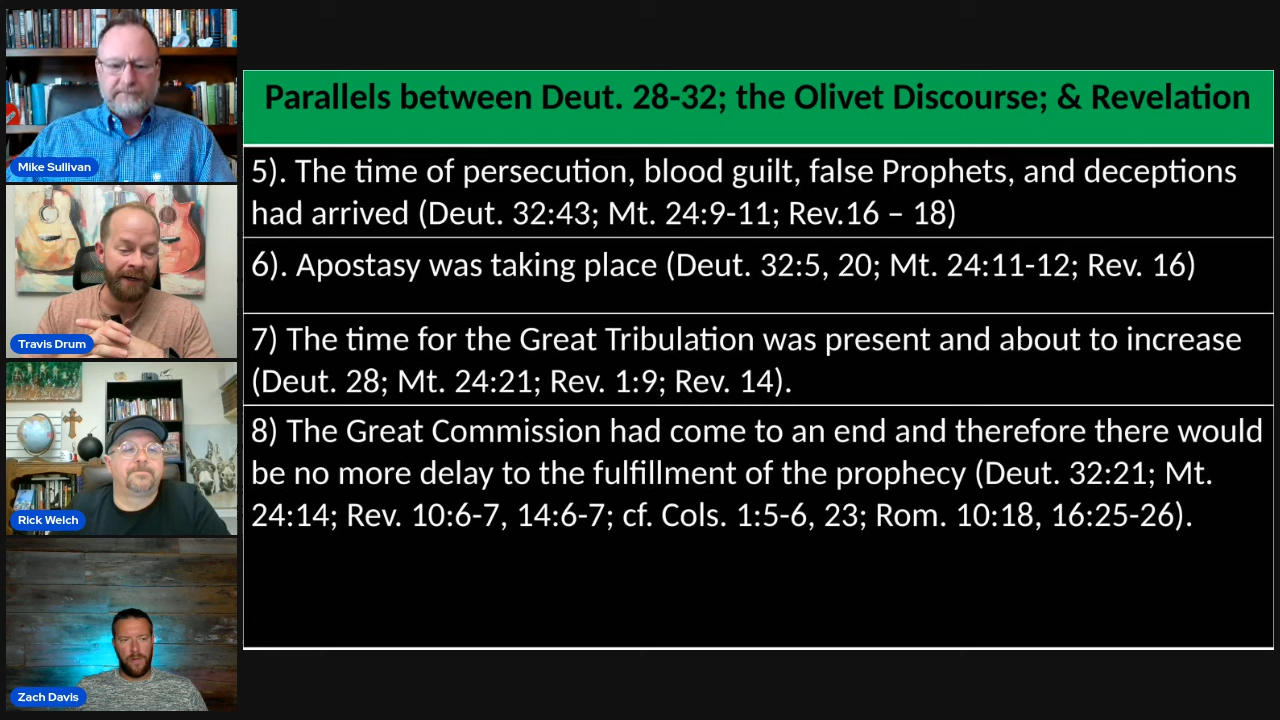 Mike Sullivan
Travis Drum
Rick Welch
Zach Davis
Parallels between Deut. 28-32; the Olivet Discourse; & Revelation
5). The time of persecution, blood guilt, false Prophets, and deceptions
had arrived (Deut. 32:43; Mt. 24:9-11; Rev.16 – 18)
6). Apostasy was taking place (Deut. 32:5, 20; Mt. 24:11-12; Rev. 16)
7) The time for the Great Tribulation was present and about to increase
(Deut. 28; Mt. 24:21; Rev. 1:9; Rev. 14).
8) The Great Commission had come to an end and therefore there would
be no more delay to the fulfillment of the prophecy (Deut. 32:21; Mt.
24:14; Rev. 10:6-7, 14:6-7; cf. Cols. 1:5-6, 23; Rom. 10:18, 16:25-26).